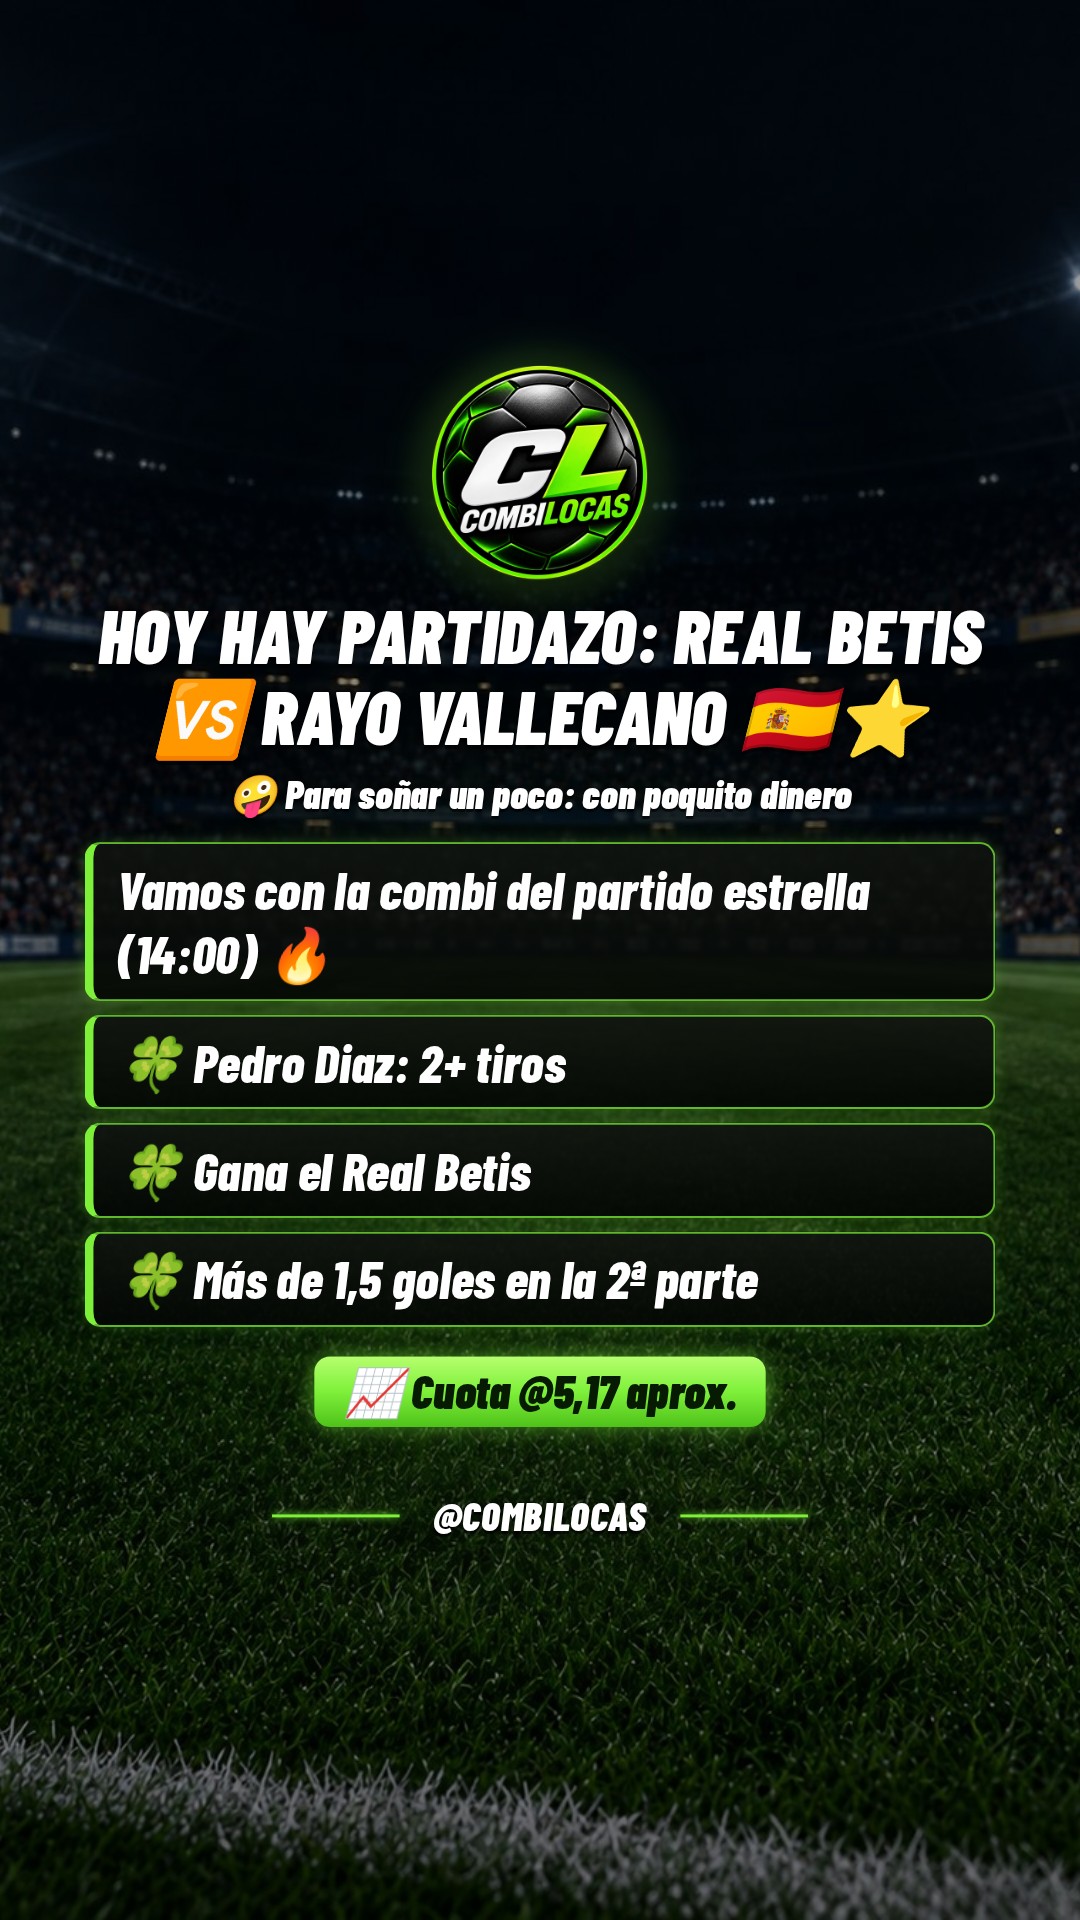 CL
COMBILOCAS
HOY HAY PARTIDAZO: REAL BETIS
🆚 RAYO VALLECANO 🇪🇸⭐
🤪 Para soñar un poco: con poquito dinero
Vamos con la combi del partido estrella
(14:00) 🔥
🍀 Pedro Diaz: 2+ tiros
🍀 Gana el Real Betis
🍀 Más de 1,5 goles en la 2ª parte
📈 Cuota @5,17 aprox.
@COMBILOCAS